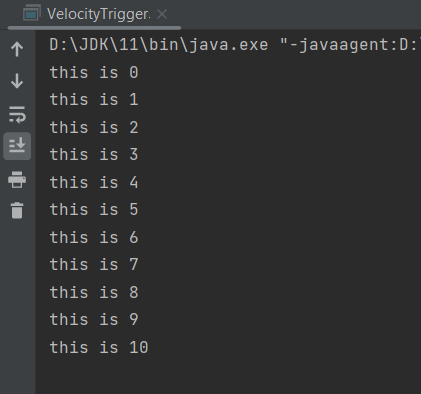 VelocityTrigger
D:\JDK\11\bin\java.exe "-javaagent:D:
this is 0
this is 1
this is 2
this is 3
this is 4
this is 5
this is 6
this is 7
this is 8
this is 9
this is 10